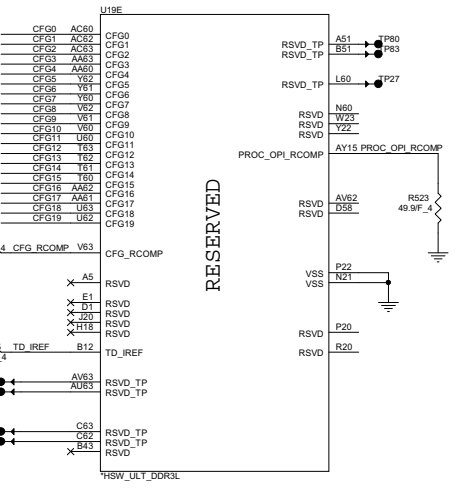 U19E
CFG0 AC60 CFG0
CFG1 AC62 CFG1
CFG2 AC63 CFG2
CFG3 AA63 CFG3
CFG4 AA60 CFG4
CFG5 Y62 CFG5
CFG6 Y61 CFG6
CFG7 Y60 CFG7
CFG8 V62 CFG8
CFG9 V61 CFG9
CFG10 V60 CFG10
CFG11 U60 CFG11
CFG12 T63 CFG12
CFG13 T62 CFG13
CFG14 T61 CFG14
CFG15 T60 CFG15
CFG16 AA62 CFG16
CFG17 AA61 CFG17
CFG18 U63 CFG18
CFG19 U62 CFG19
4 CFG_RCOMP V63 CFG_RCOMP
A5 RSVD
E1 RSVD
D1 RSVD
J20 RSVD
H18 RSVD
TD_IREF B12 TD_IREF
4
AV63 RSVD_TP
AU63 RSVD_TP
C63 RSVD_TP
C62 RSVD_TP
B43 RSVD
RESERVED
RSVD_TP A51 TP80
RSVD_TP B51 TP83
RSVD_TP L60 TP27
RSVD N60
RSVD W23
RSVD Y22
PROC_OPI_RCOMP AY15 PROC_OPI_RCOMP
R523
49.9/F_4
RSVD AV62
RSVD D58
VSS P22
VSS N21
RSVD P20
RSVD R20
*HSW_ULT_DDR3L